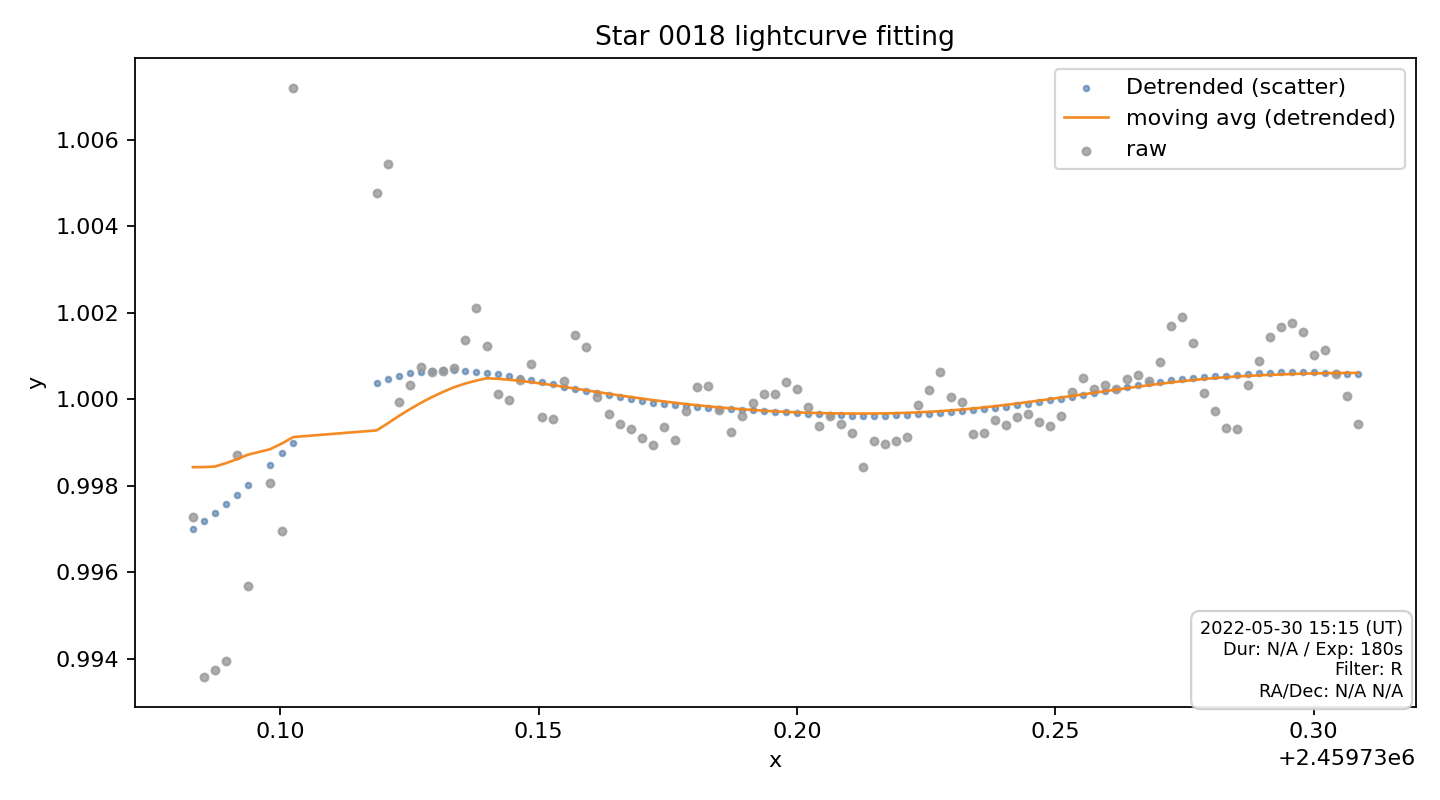 Star 0018 lightcurve fitting
Detrended (scatter)
moving avg (detrended)
raw
y
1.006
1.004
1.002
1.000
0.998
0.996
0.994
2022-05-30 15:15 (UT)
Dur: N/A / Exp: 180s
Filter: R
RA/Dec: N/A N/A
0.10 0.15 0.20 0.25 0.30
x
+2.45973e6